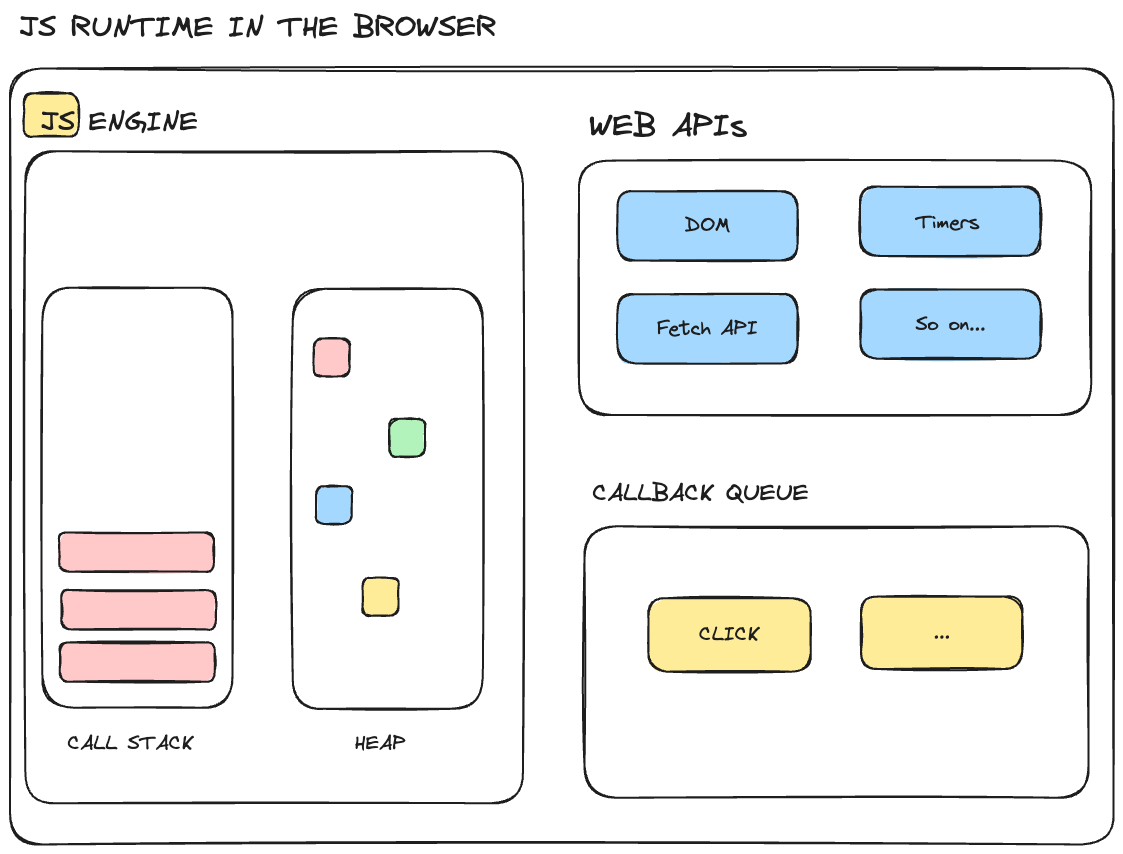 JS RUNTIME IN THE BROWSER
JS ENGINE
CALL STACK
HEAP
WEB APIs
DOM
Timers
Fetch API
So on...
CALLBACK QUEUE
CLICK
...